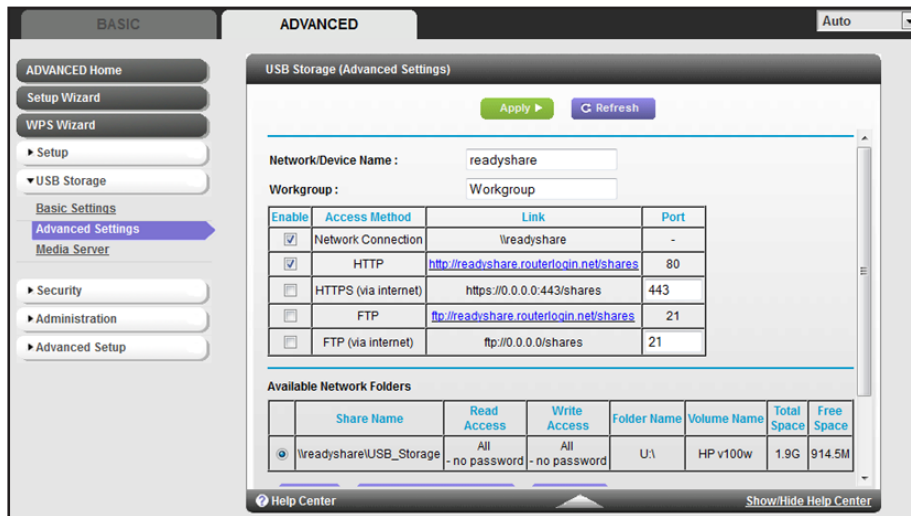 BASIC
ADVANCED
Auto
ADVANCED Home
Setup Wizard
WPS Wizard
Setup
USB Storage
Basic Settings
Advanced Settings
Media Server
Security
Administration
Advanced Setup
USB Storage (Advanced Settings)
Apply
Refresh
Network/Device Name : readyshare
Workgroup : Workgroup
Enable Access Method Link Port
Network Connection \\readyshare -
HTTP http://readyshare.routerlogin.net/shares 80
HTTPS (via internet) https://0.0.0.0:443/shares 443
FTP ftp://readyshare.routerlogin.net/shares 21
FTP (via internet) ftp://0.0.0.0/shares 21
Available Network Folders
Share Name Read Access Write Access Folder Name Volume Name Total Space Free Space
\\readyshare\USB_Storage All - no password All - no password U:\ HP v100w 1.9G 914.5M
Help Center
Show/Hide Help Center